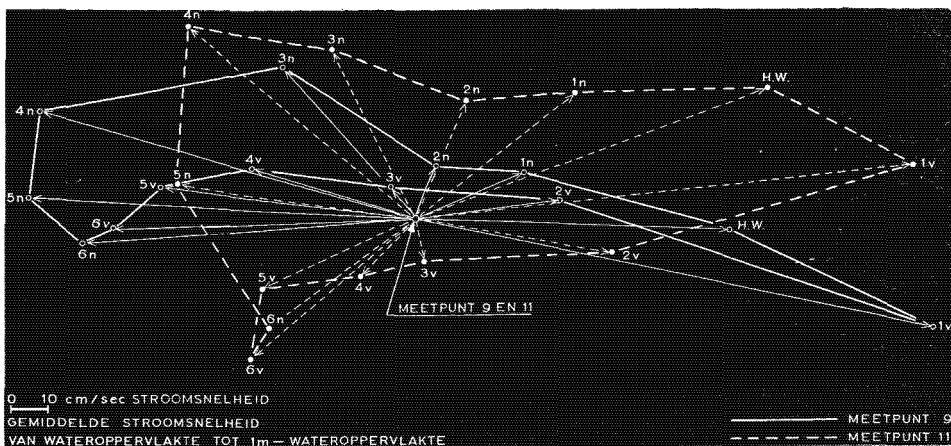 4n
3n
3n
2n
1n
H.W.
4n
2n
1n
1v
4v
3v
5v
5n
2v
5n
6v
H.W.
6n
2v
5v
4v
3v
MEETPUNT 9 EN 11
6n
1v
6v
0 10 cm/sec STROOMSNELHEID
GEMIDDELDE STROOMSNELHEID
MEETPUNT 9
VAN WATEROPPERVLAKTE TOT 1m — WATEROPPERVLAKTE
MEETPUNT